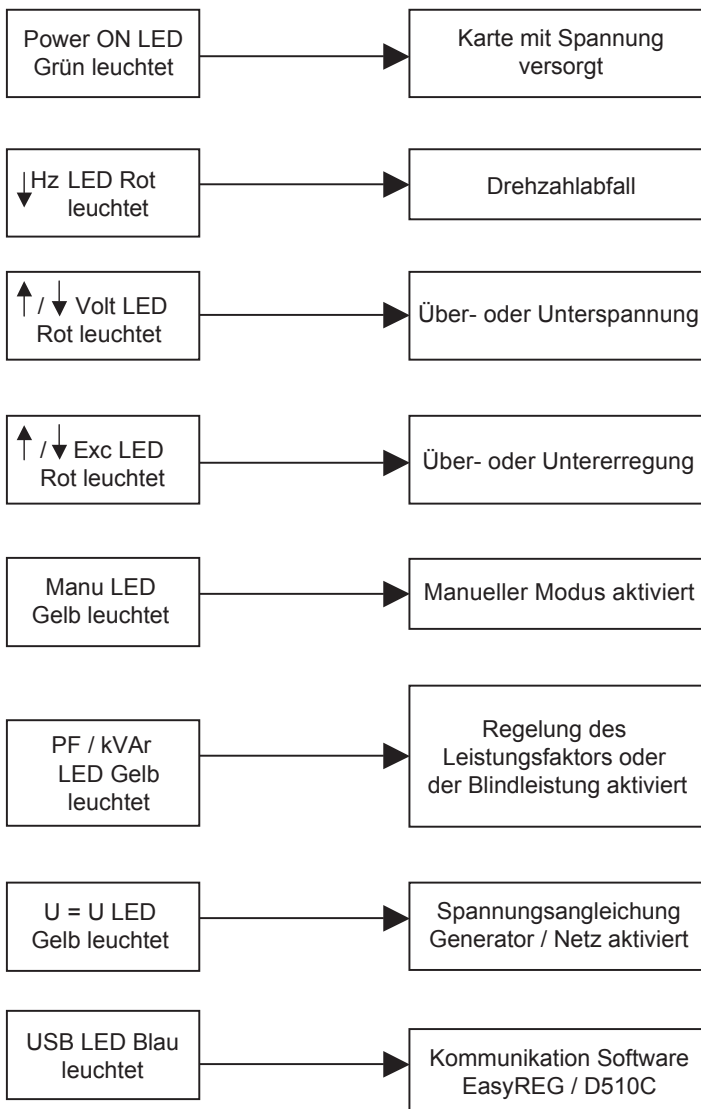 Power ON LED
Grün leuchtet
Karte mit Spannung
versorgt
↓Hz LED Rot
leuchtet
Drehzahlabfall
↑ / ↓ Volt LED
Rot leuchtet
Über- oder Unterspannung
↑ / ↓ Exc LED
Rot leuchtet
Über- oder Untererregung
Manu LED
Gelb leuchtet
Manueller Modus aktiviert
PF / kVAr
LED Gelb
leuchtet
Regelung des
Leistungsfaktors oder
der Blindleistung aktiviert
U = U LED
Gelb leuchtet
Spannungsangleichung
Generator / Netz aktiviert
USB LED Blau
leuchtet
Kommunikation Software
EasyREG / D510C